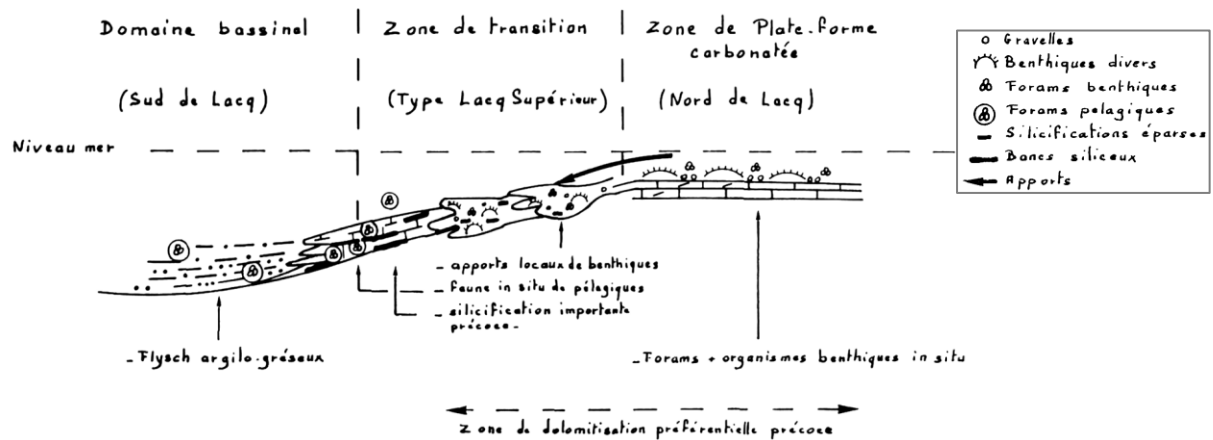 Domaine bassinal
Zone de transition
Zone de Plate-forme
carbonatée
(Sud de Lacq)
(Type Lacq Supérieur)
(Nord de Lacq)
Niveau mer
o Gravelles
Benthiques divers
Forams benthiques
Forams pelagiques
Silicifications éparses
Bancs siliceux
Apports
- apports locaux de benthiques
- faune in situ de pélagiques
- silicification importante
précoce -
- Flysch argilo-gréseux
- Forams + organismes benthiques in situ
Zone de dolomitisation préférentielle précoce